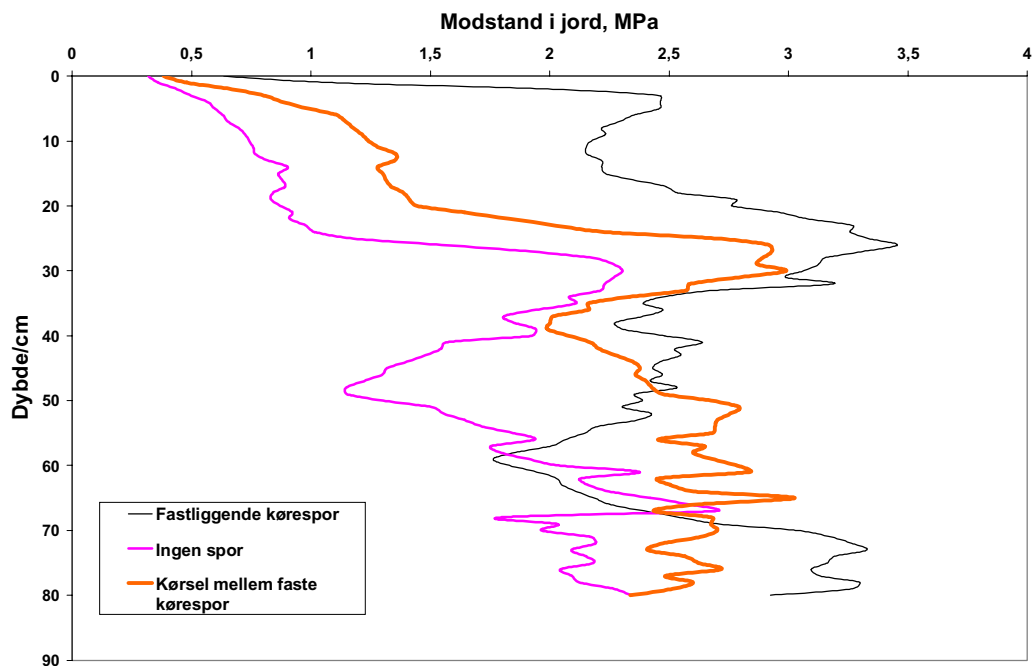 Modstand i jord, MPa
0 0,5 1 1,5 2 2,5 3 3,5 4
0
10
20
30
40
50
60
70
80
90
Dybde/cm
Fastliggende kørespor
Ingen spor
Kørsel mellem faste
kørespor